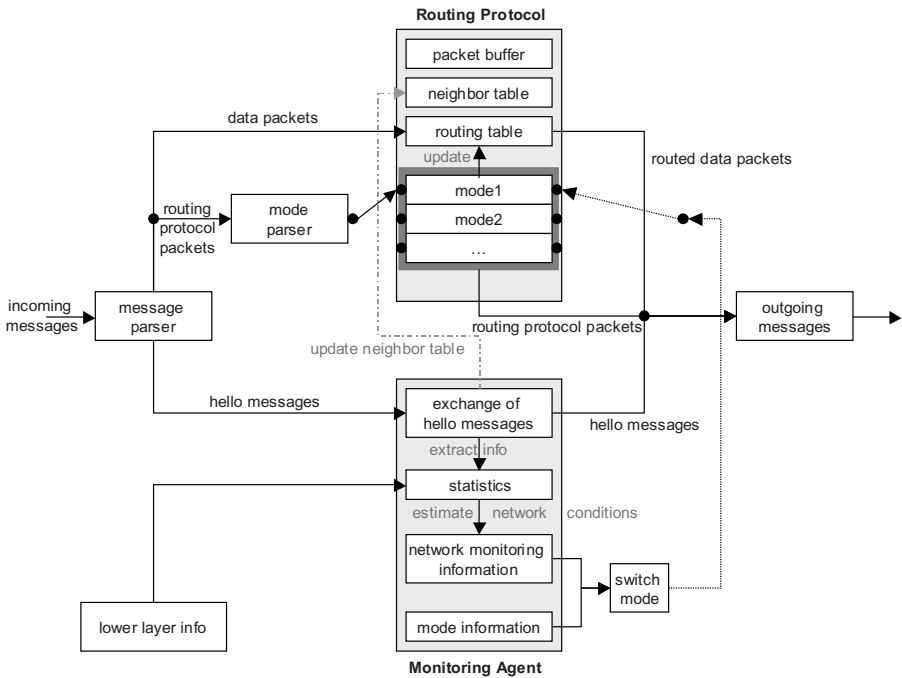 Routing Protocol
packet buffer
neighbor table
data packets
routing table
routed data packets
update
mode1
routing
protocol
packets
mode
parser
mode2
...
incoming
messages
message
parser
routing protocol packets
outgoing
messages
update neighbor table
hello messages
exchange of
hello messages
hello messages
extract info
statistics
estimate network conditions
network monitoring
information
switch
mode
lower layer info
mode information
Monitoring Agent